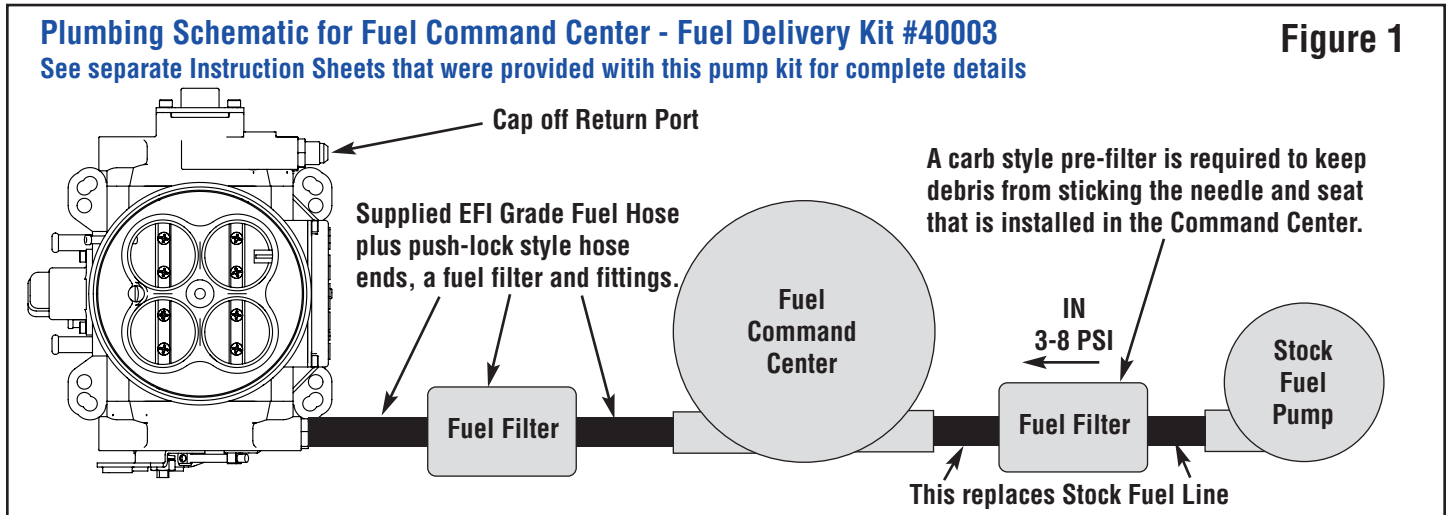 Plumbing Schematic for Fuel Command Center - Fuel Delivery Kit #40003
Figure 1
See separate Instruction Sheets that were provided witih this pump kit for complete details
Cap off Return Port
A carb style pre-filter is required to keep
debris from sticking the needle and seat
that is installed in the Command Center.
Supplied EFI Grade Fuel Hose
plus push-lock style hose
ends, a fuel filter and fittings.
Fuel
Command
Center
IN
3-8 PSI
Stock
Fuel
Pump
Fuel Filter
Fuel Filter
This replaces Stock Fuel Line